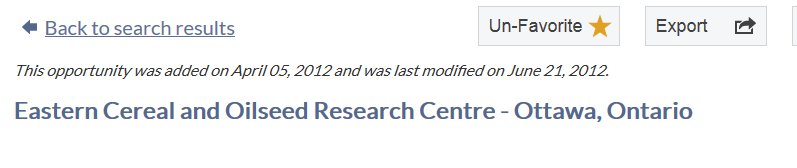 Back to search results
Un-Favorite
Export
This opportunity was added on April 05, 2012 and was last modified on June 21, 2012.
Eastern Cereal and Oilseed Research Centre - Ottawa, Ontario